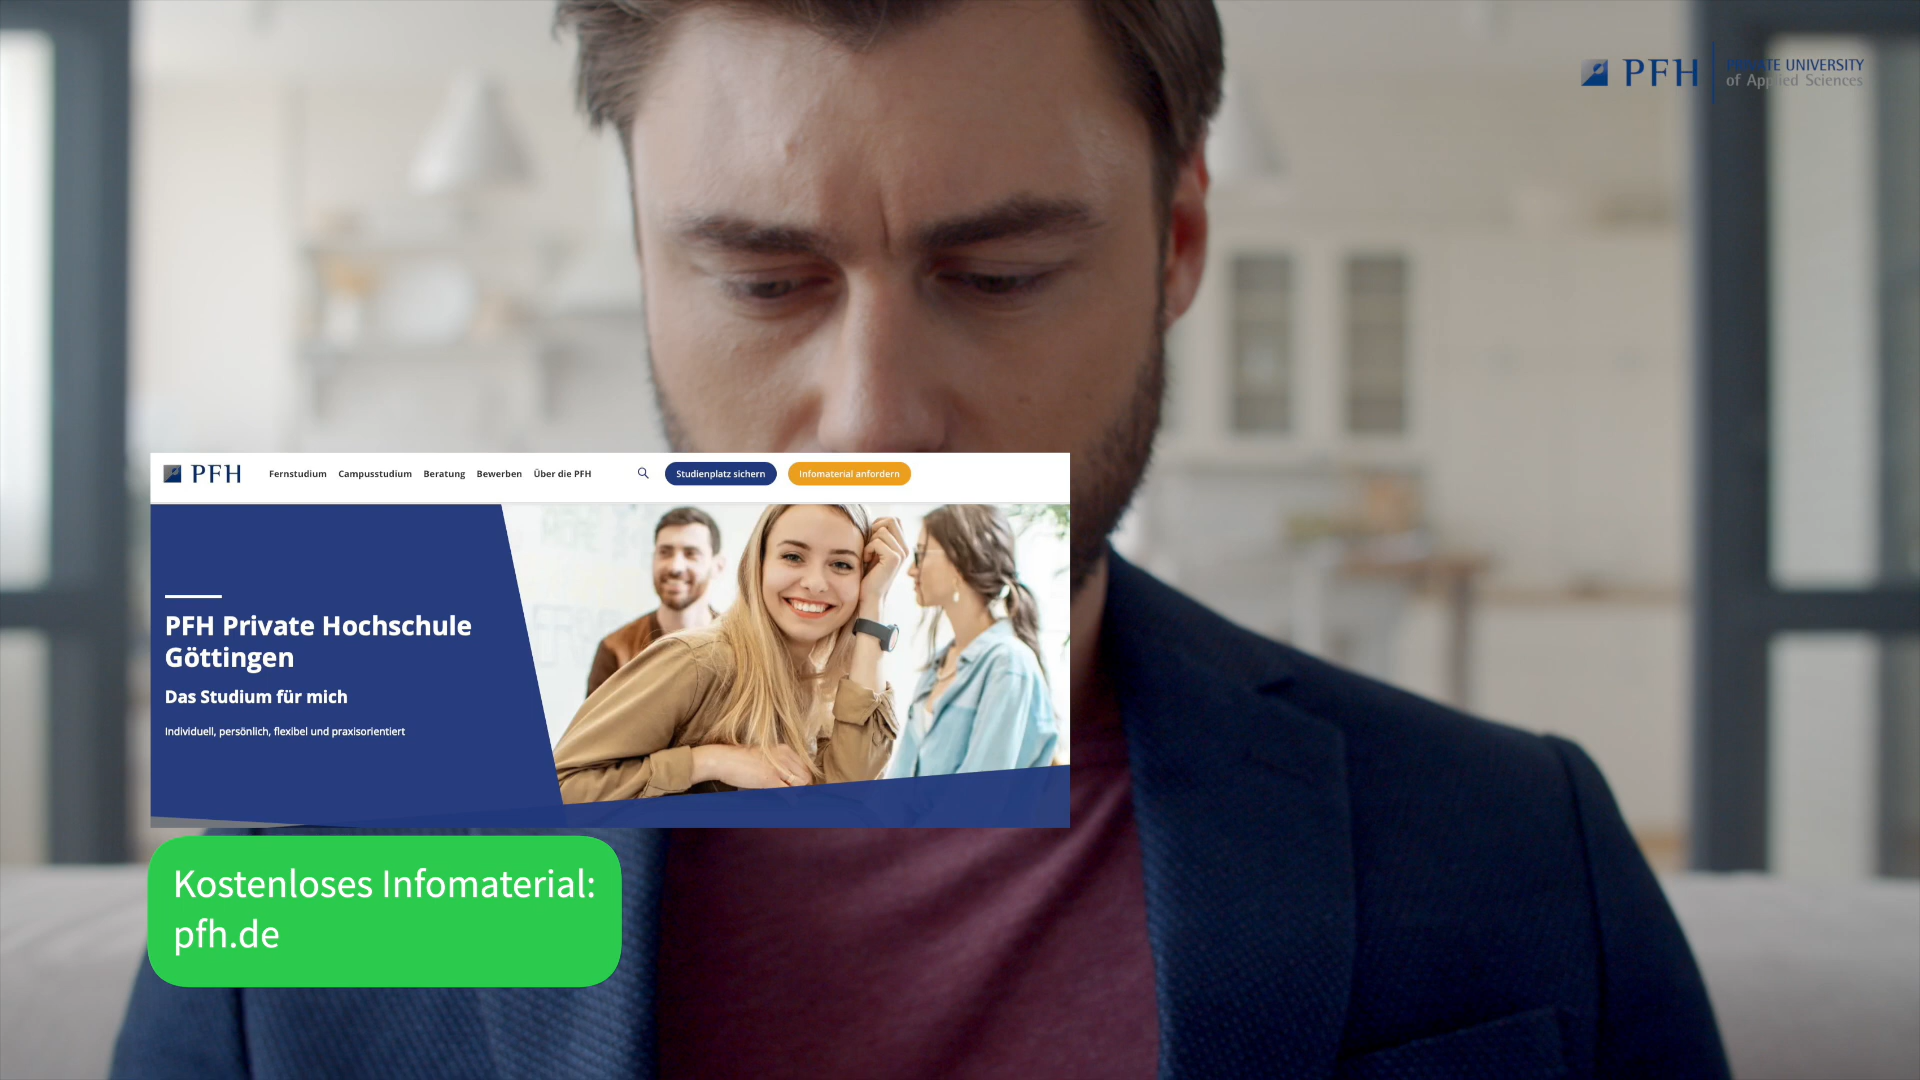 PFH PRIVATE UNIVERSITY
of Applied Sciences
PFH Fernstudium Campusstudium Beratung Bewerben Über die PFH Studienplatz sichern Infomaterial anfordern
PFH Private Hochschule
Göttingen
Das Studium für mich
Individuell, persönlich, flexibel und praxisorientiert
Kostenloses Infomaterial:
pfh.de